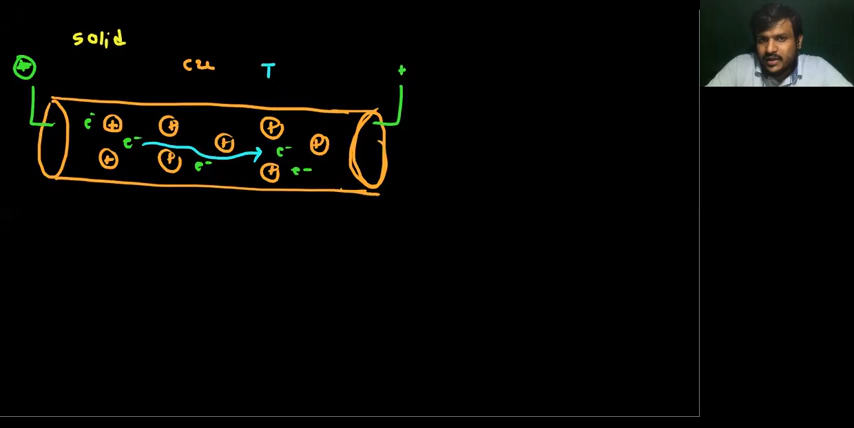 solid
cu T
+
e⁻ + + + e⁻
e⁻ + + e⁻ +
+ + e⁻ + e⁻